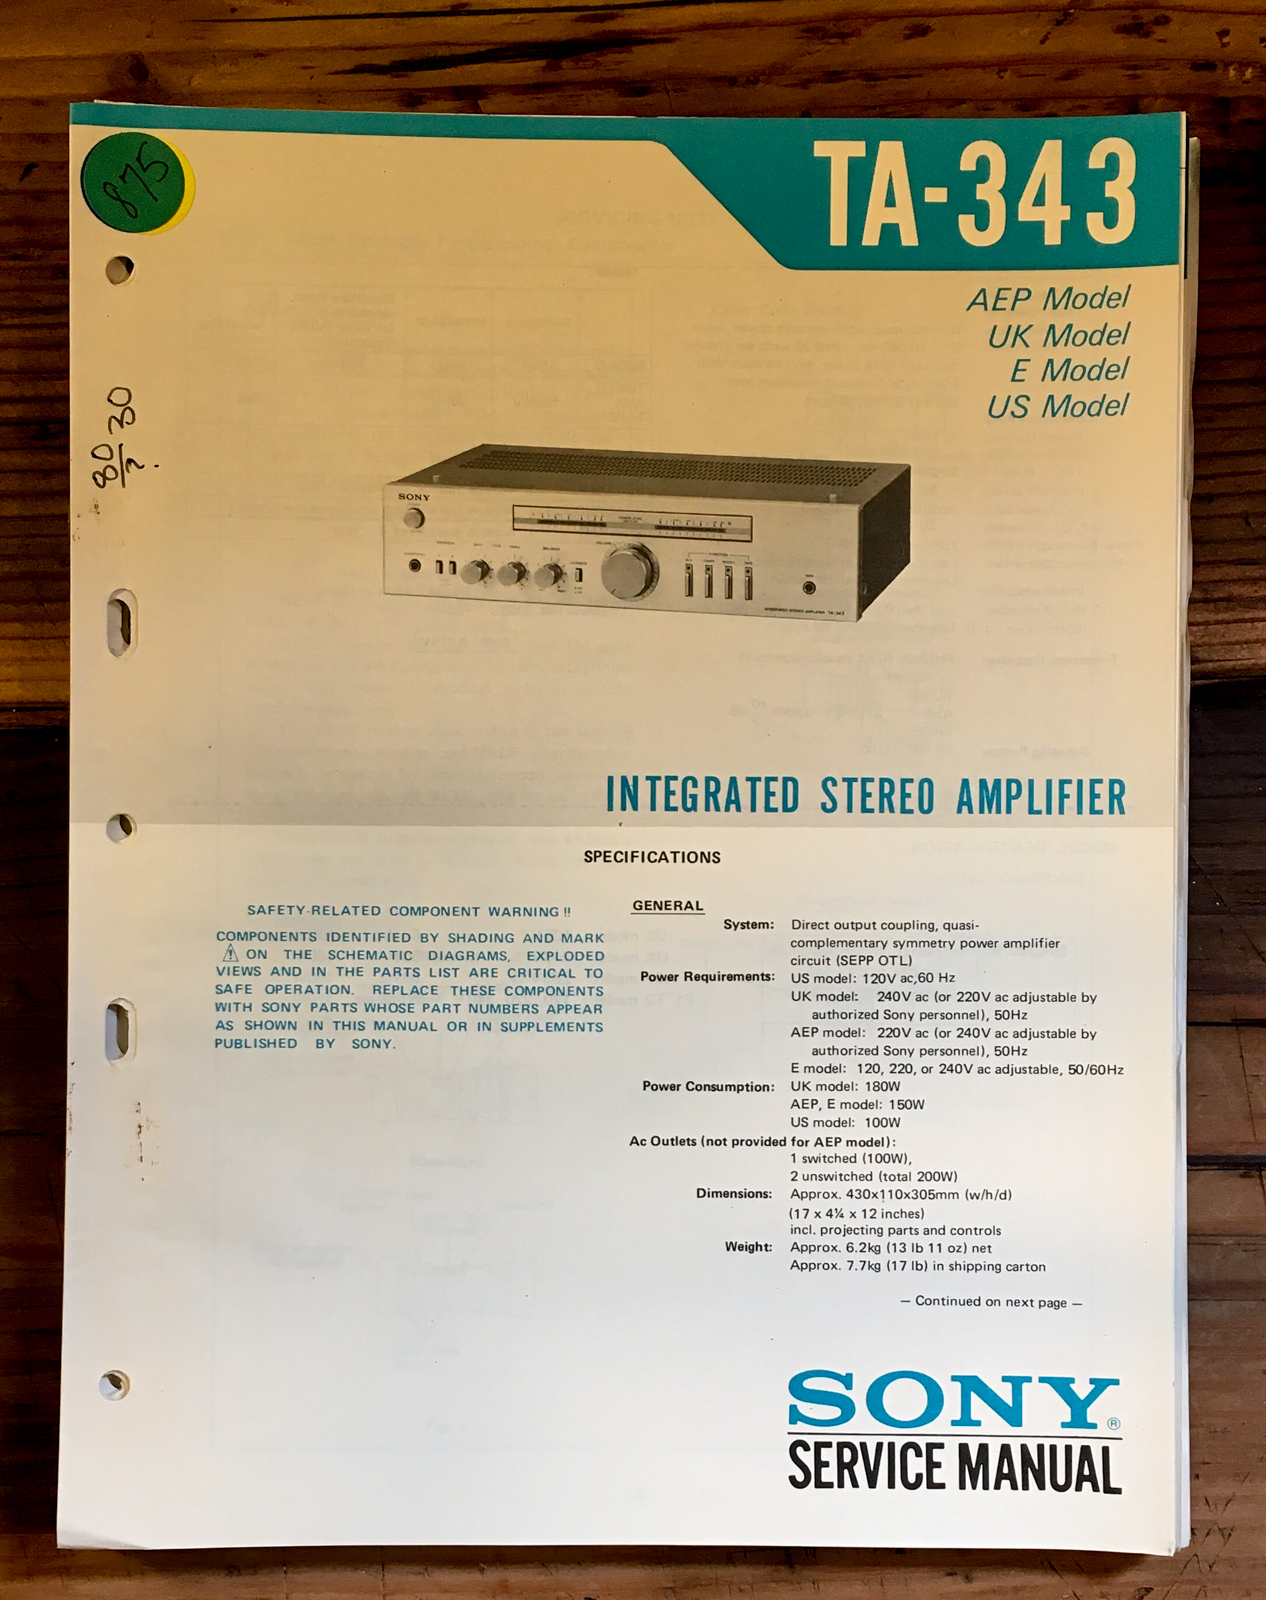 875
TA-343
AEP Model
UK Model
E Model
US Model
30
80
SONY
BALANCE
FUNCTION
INTEGRATED STEREO AMPLIFIER TA-343
INTEGRATED STEREO AMPLIFIER
SPECIFICATIONS
SAFETY-RELATED COMPONENT WARNING !!
COMPONENTS IDENTIFIED BY SHADING AND MARK
⚠ ON THE SCHEMATIC DIAGRAMS, EXPLODED
VIEWS AND IN THE PARTS LIST ARE CRITICAL TO
SAFE OPERATION. REPLACE THESE COMPONENTS
WITH SONY PARTS WHOSE PART NUMBERS APPEAR
AS SHOWN IN THIS MANUAL OR IN SUPPLEMENTS
PUBLISHED BY SONY.
GENERAL
System: Direct output coupling, quasi-
complementary symmetry power amplifier
circuit (SEPP OTL)
Power Requirements: US model: 120V ac,60 Hz
UK model: 240V ac (or 220V ac adjustable by
authorized Sony personnel), 50Hz
AEP model: 220V ac (or 240V ac adjustable by
authorized Sony personnel), 50Hz
E model: 120, 220, or 240V ac adjustable, 50/60Hz
Power Consumption: UK model: 180W
AEP, E model: 150W
US model: 100W
Ac Outlets (not provided for AEP model):
1 switched (100W),
2 unswitched (total 200W)
Dimensions: Approx. 430x110x305mm (w/h/d)
(17 x 4¼ x 12 inches)
incl. projecting parts and controls
Weight: Approx. 6.2kg (13 lb 11 oz) net
Approx. 7.7kg (17 lb) in shipping carton
— Continued on next page —
SONY®
SERVICE MANUAL